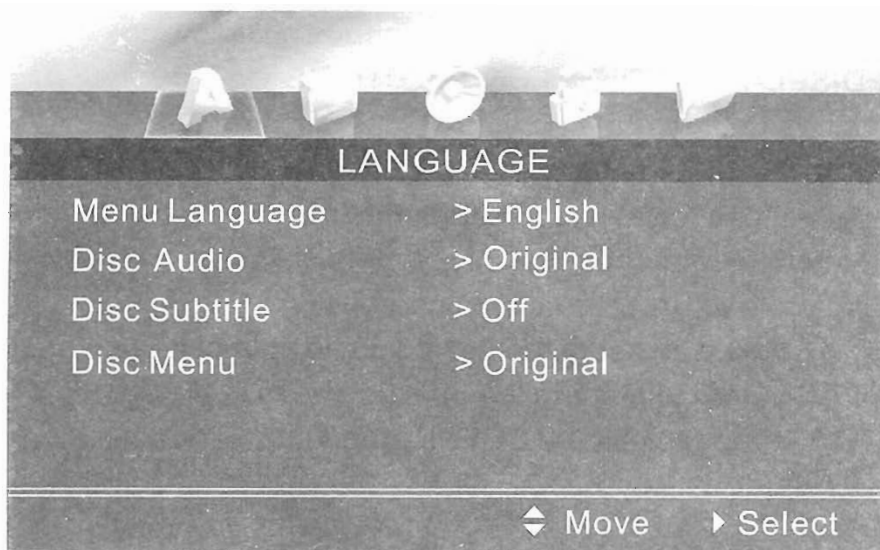 LANGUAGE
Menu Language > English
Disc Audio > Original
Disc Subtitle > Off
Disc Menu > Original
Move Select